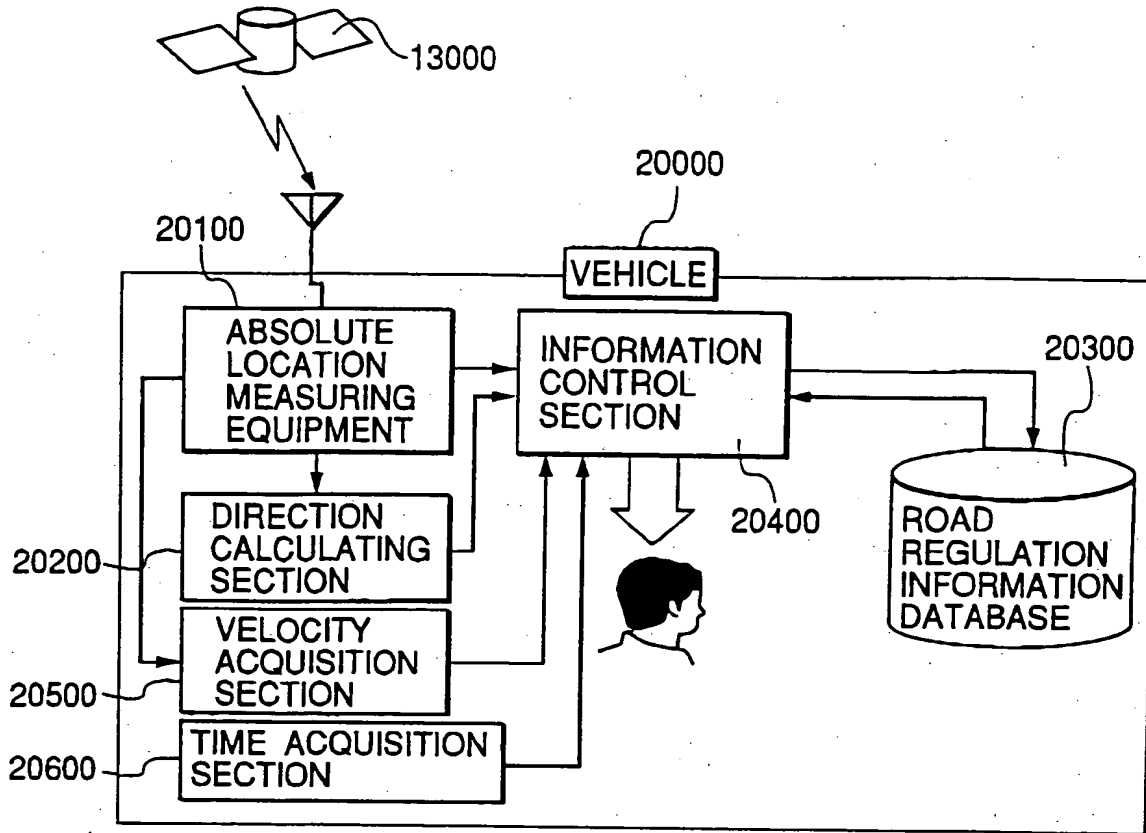 13000
20000
20100
VEHICLE
ABSOLUTE
LOCATION
MEASURING
EQUIPMENT
INFORMATION
CONTROL
SECTION
20300
20400
DIRECTION
CALCULATING
SECTION
20200
ROAD
REGULATION
INFORMATION
DATABASE
VELOCITY
ACQUISITION
SECTION
20500
TIME ACQUISITION
SECTION
20600